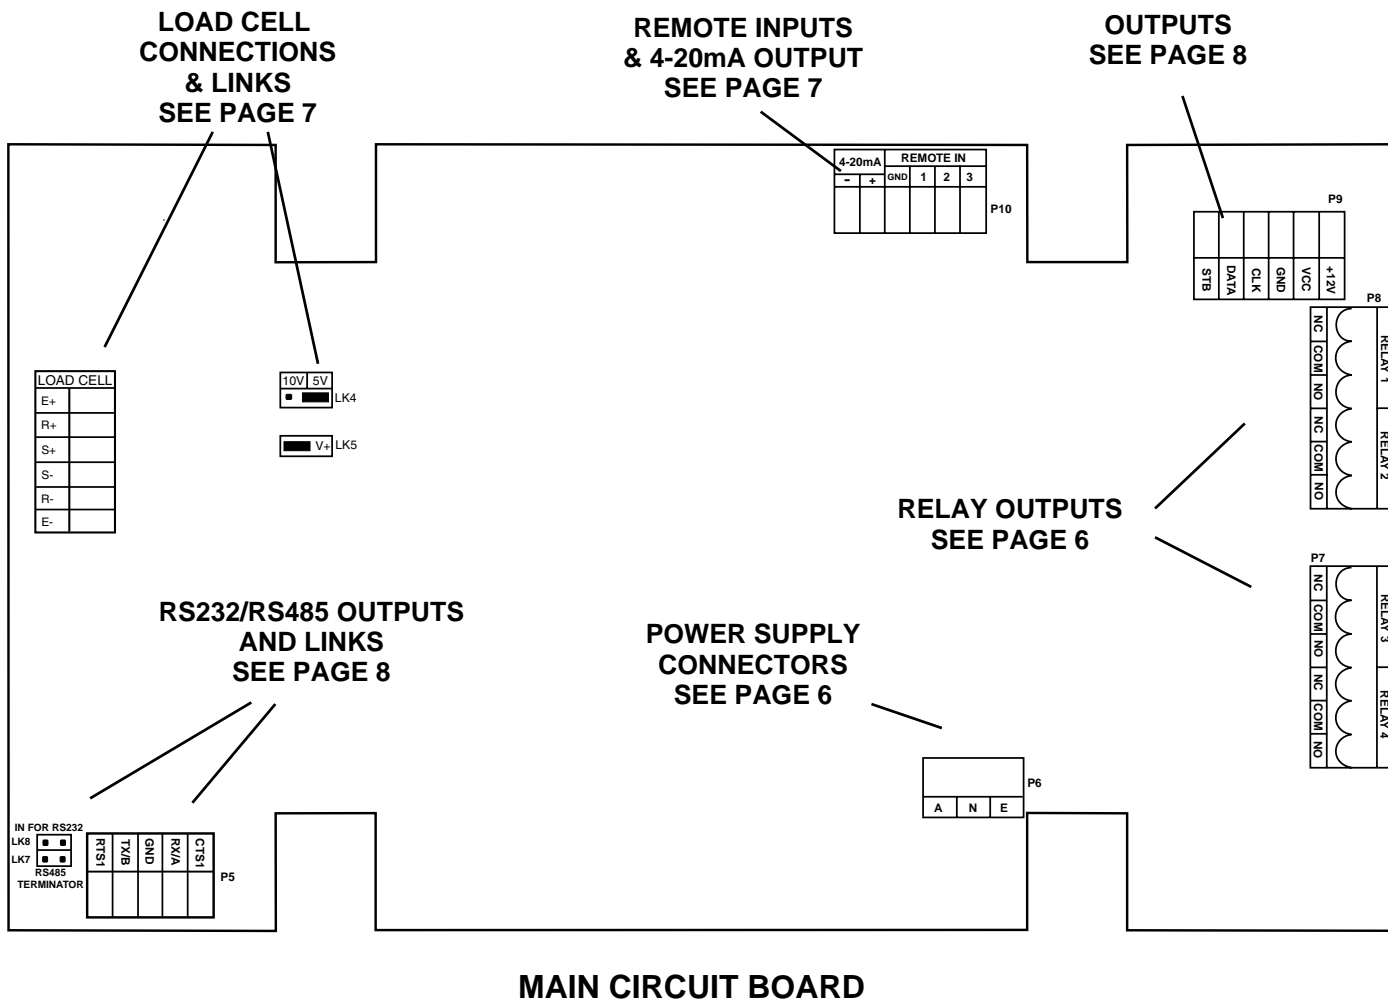 LOAD CELL
CONNECTIONS
& LINKS
SEE PAGE 7
REMOTE INPUTS
& 4-20mA OUTPUT
SEE PAGE 7
OUTPUTS
SEE PAGE 8
4-20mA REMOTE IN
- + GND 1 2 3
P10
P9
STB DATA CLK GND VCC +12V
P8
NC COM NO NC COM NO
RELAY 1 RELAY 2
LOAD CELL
E+
R+
S+
S-
R-
E-
10V 5V
LK4
V+ LK5
RELAY OUTPUTS
SEE PAGE 6
P7
NC COM NO NC COM NO
RELAY 3 RELAY 4
RS232/RS485 OUTPUTS
AND LINKS
SEE PAGE 8
POWER SUPPLY
CONNECTORS
SEE PAGE 6
P6
A N E
IN FOR RS232
LK8
LK7
RS485
TERMINATOR
RTS1 TX/B GND RX/A CTS1
P5
MAIN CIRCUIT BOARD